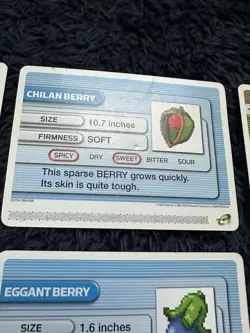 CHILAN BERRY
SIZE 10.7 inches
FIRMNESS SOFT
SPICY DRY SWEET BITTER SOUR
This sparse BERRY grows quickly.
Its skin is quite tough.
EGGANT BERRY
SIZE 1.6 inches